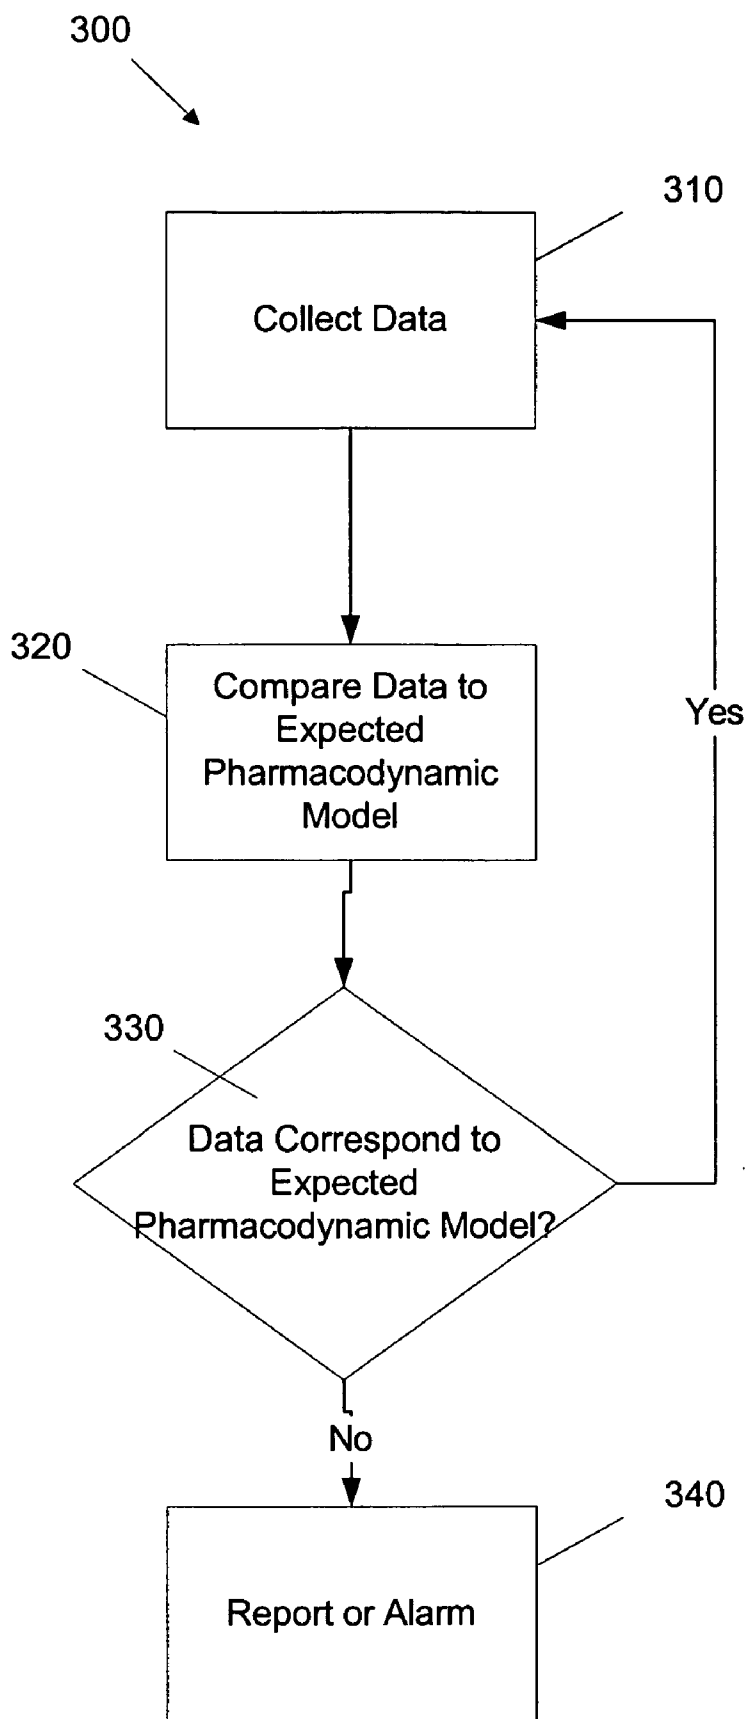 300
310
Collect Data
320
Compare Data to
Expected
Pharmacodynamic
Model
Yes
330
Data Correspond to
Expected
Pharmacodynamic Model?
No
340
Report or Alarm